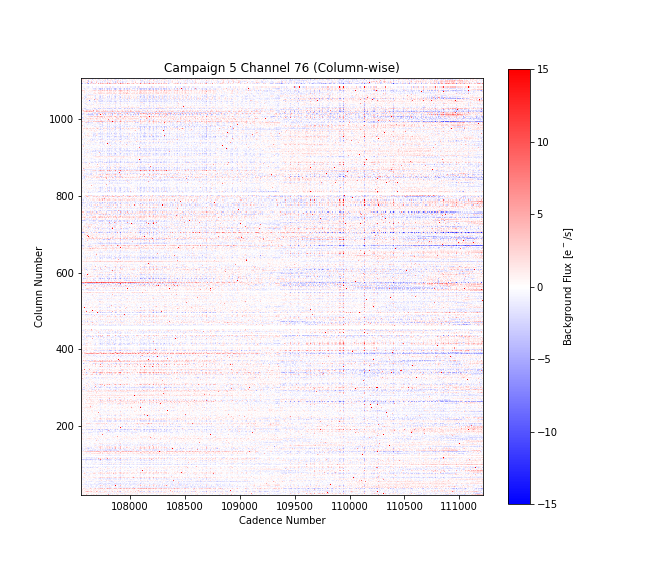 Campaign 5 Channel 76 (Column-wise)
Column Number
1000
800
600
400
200
108000 108500 109000 109500 110000 110500 111000
Cadence Number
15
10
5
0
−5
−10
−15
Background Flux [e⁻/s]